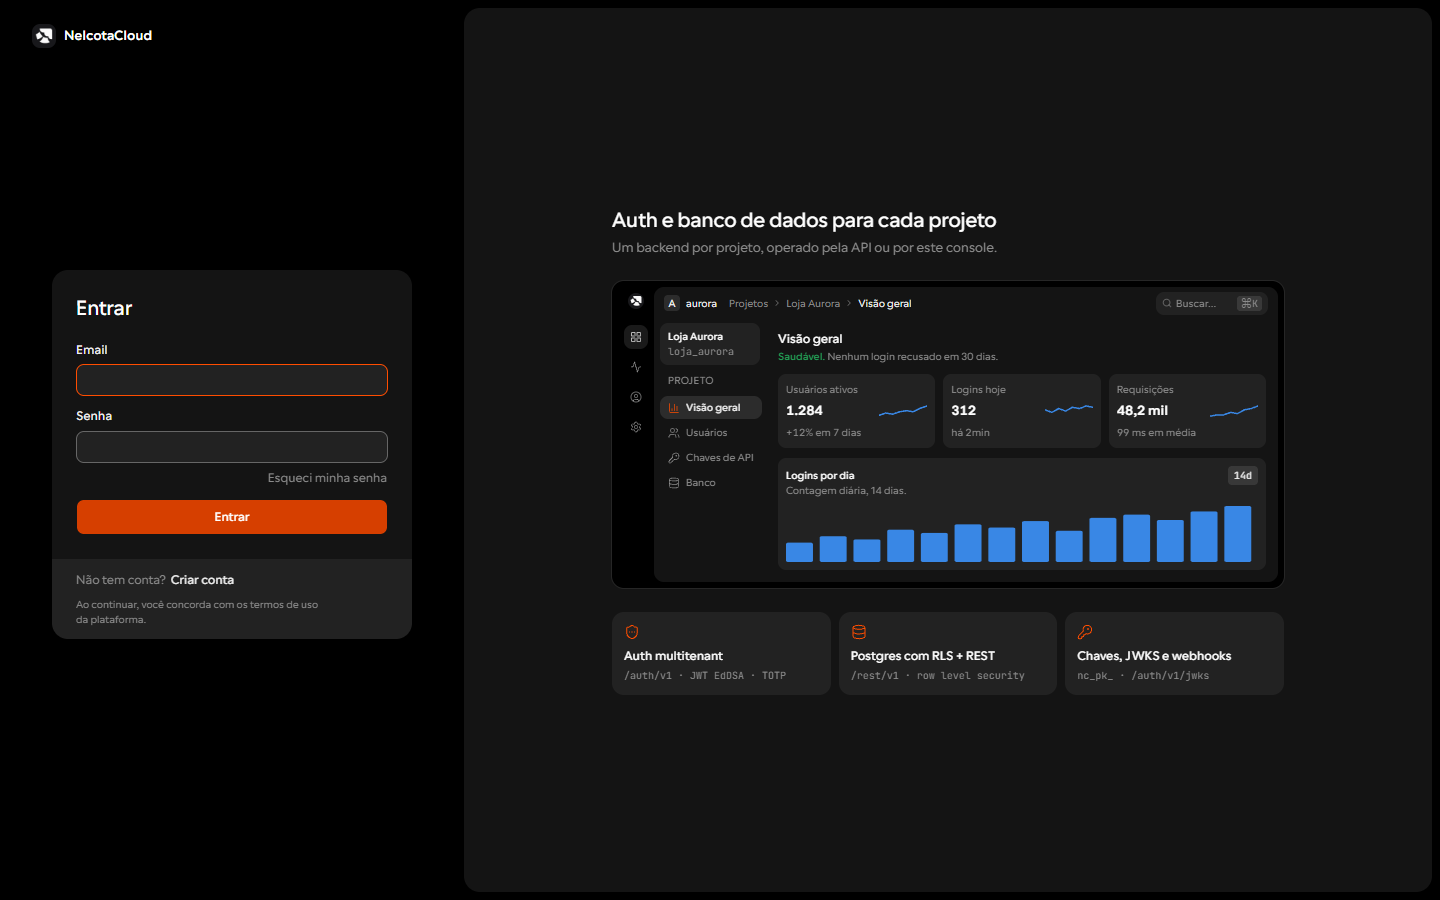 NelcotaCloud
Entrar
Email
Senha
Esqueci minha senha
Entrar
Não tem conta? Criar conta
Ao continuar, você concorda com os termos de uso
da plataforma.
Auth e banco de dados para cada projeto
Um backend por projeto, operado pela API ou por este console.
A aurora Projetos > Loja Aurora > Visão geral
Buscar... ⌘K
Loja Aurora
loja_aurora
PROJETO
Visão geral
Usuários
Chaves de API
Banco
Visão geral
Saudável. Nenhum login recusado em 30 dias.
Usuários ativos
1.284
+12% em 7 dias
Logins hoje
312
há 2min
Requisições
48,2 mil
99 ms em média
Logins por dia
14d
Contagem diária, 14 dias.
Auth multitenant
/auth/v1 · JWT EdDSA · TOTP
Postgres com RLS + REST
/rest/v1 · row level security
Chaves, JWKS e webhooks
nc_pk_ · /auth/v1/jwks